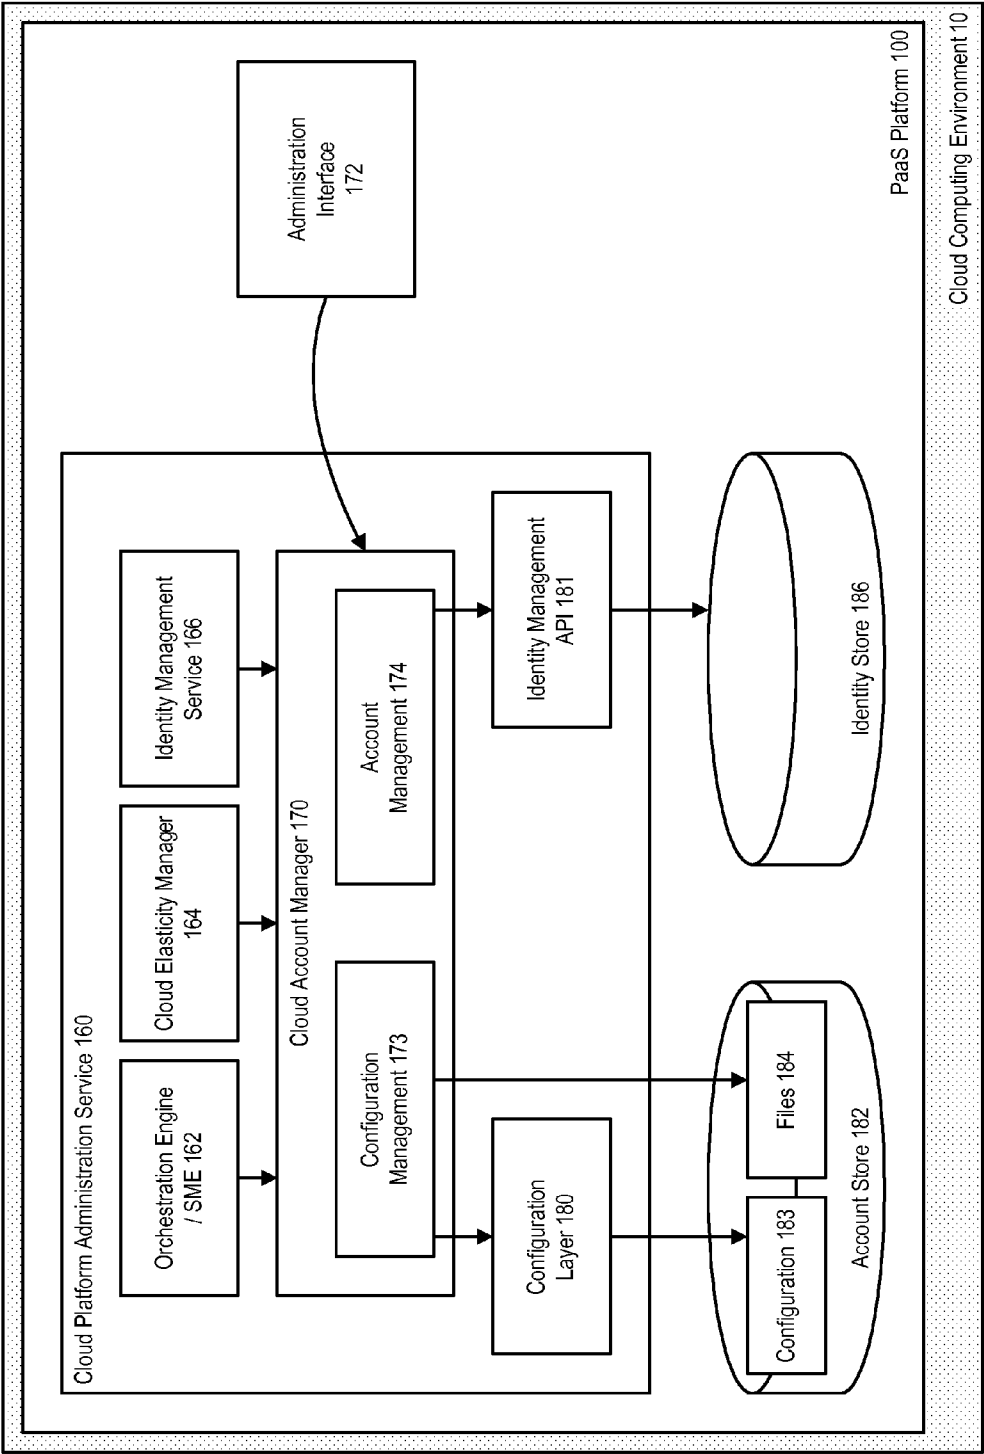 Cloud Platform Administration Service 160
Orchestration Engine
/ SME 162
Cloud Elasticity Manager
164
Identity Management
Service 166
Administration
Interface
172
Cloud Account Manager 170
Configuration
Management 173
Account
Management 174
Configuration
Layer 180
Identity Management
API 181
Configuration 183
Files 184
Account Store 182
Identity Store 186
PaaS Platform 100
Cloud Computing Environment 10